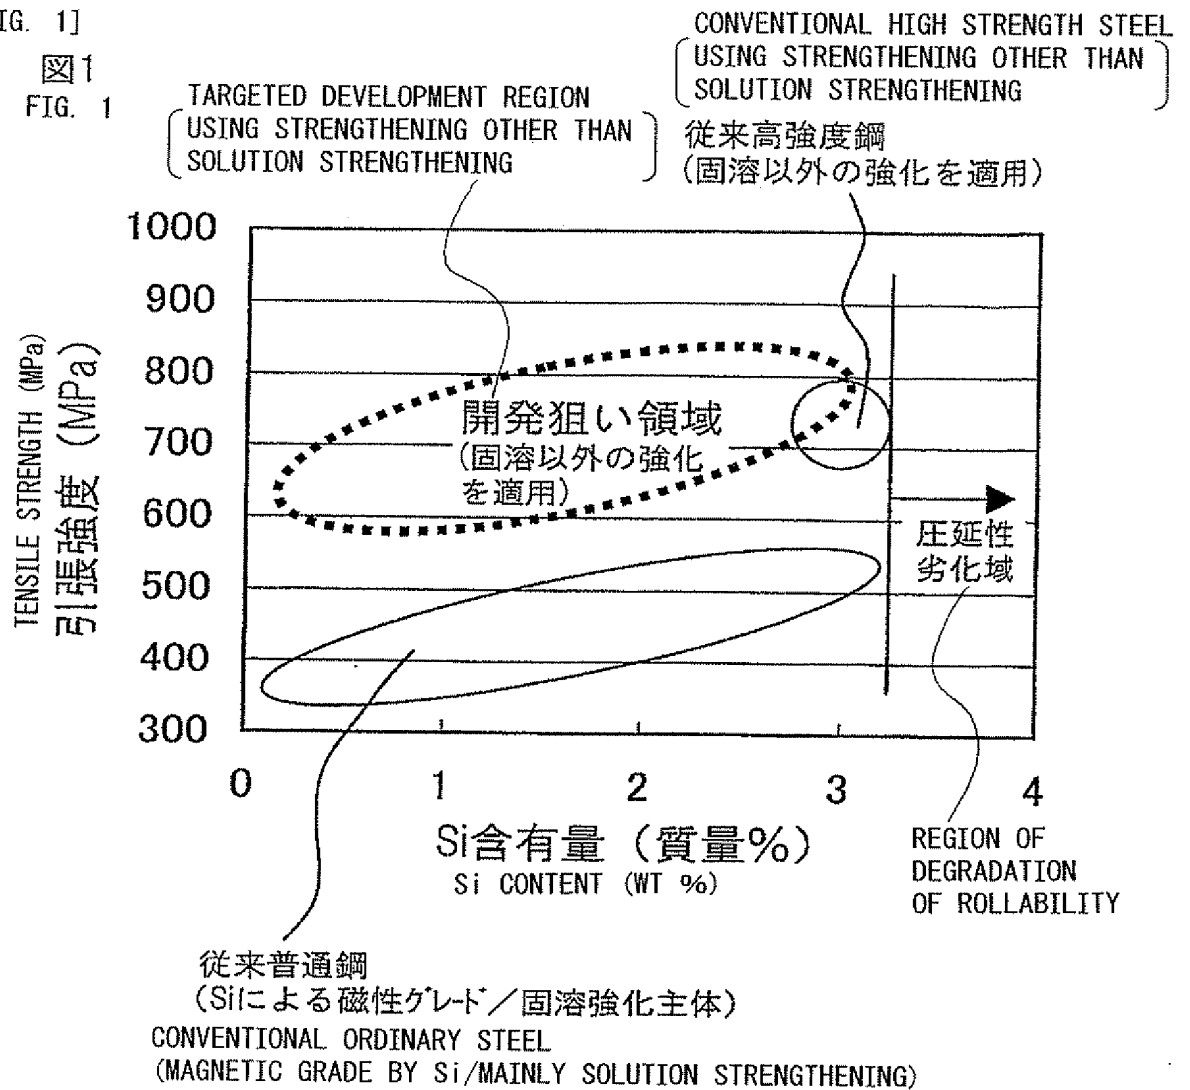 IG. 1]
図1
FIG. 1
CONVENTIONAL HIGH STRENGTH STEEL
USING STRENGTHENING OTHER THAN
SOLUTION STRENGTHENING
従来高強度鋼
(固溶以外の強化を適用)
TARGETED DEVELOPMENT REGION
USING STRENGTHENING OTHER THAN
SOLUTION STRENGTHENING
TENSILE STRENGTH (MPa)
引張強度 (MPa)
1000
900
800
700
600
500
400
300
開発狙い領域
(固溶以外の強化
を適用)
圧延性
劣化域
0 1 2 3 4
Si含有量 (質量%)
Si CONTENT (WT %)
REGION OF
DEGRADATION
OF ROLLABILITY
従来普通鋼
(Siによる磁性グレード/固溶強化主体)
CONVENTIONAL ORDINARY STEEL
(MAGNETIC GRADE BY Si/MAINLY SOLUTION STRENGTHENING)